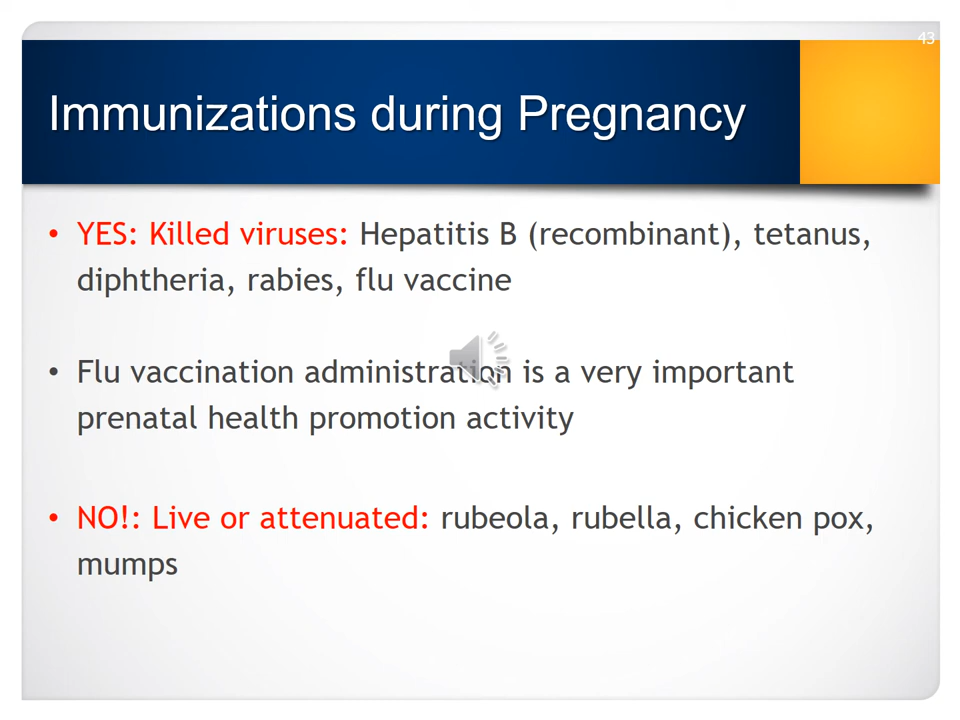 43
Immunizations during Pregnancy
• YES: Killed viruses: Hepatitis B (recombinant), tetanus,
diphtheria, rabies, flu vaccine
• Flu vaccination administration is a very important
prenatal health promotion activity
• NO!: Live or attenuated: rubeola, rubella, chicken pox,
mumps